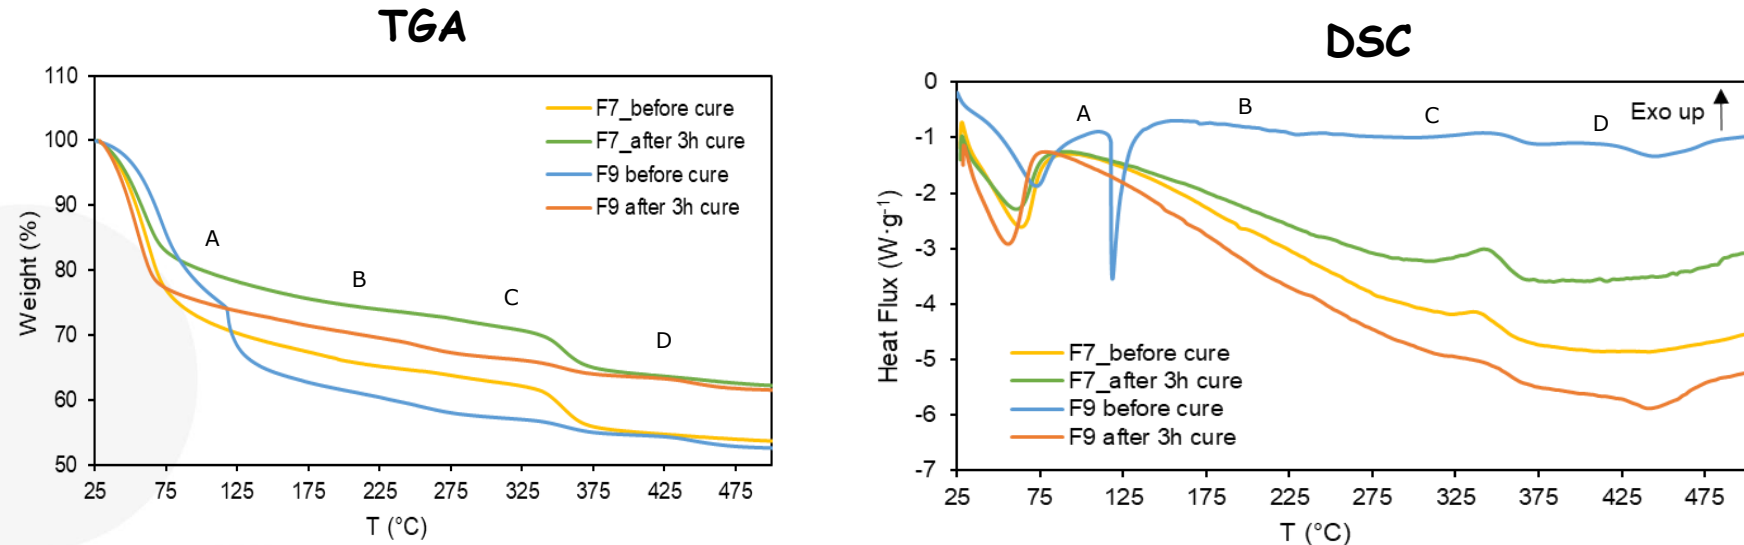 TGA
110
100
90
80
70
60
50
Weight (%)
25 75 125 175 225 275 325 375 425 475
T (°C)
F7_before cure
F7_after 3h cure
F9 before cure
F9 after 3h cure
A
B
C
D
DSC
0
-1
-2
-3
-4
-5
-6
-7
Heat Flux (W·g⁻¹)
25 75 125 175 225 275 325 375 425 475
T (°C)
A
B
C
D
Exo up
F7_before cure
F7_after 3h cure
F9 before cure
F9 after 3h cure